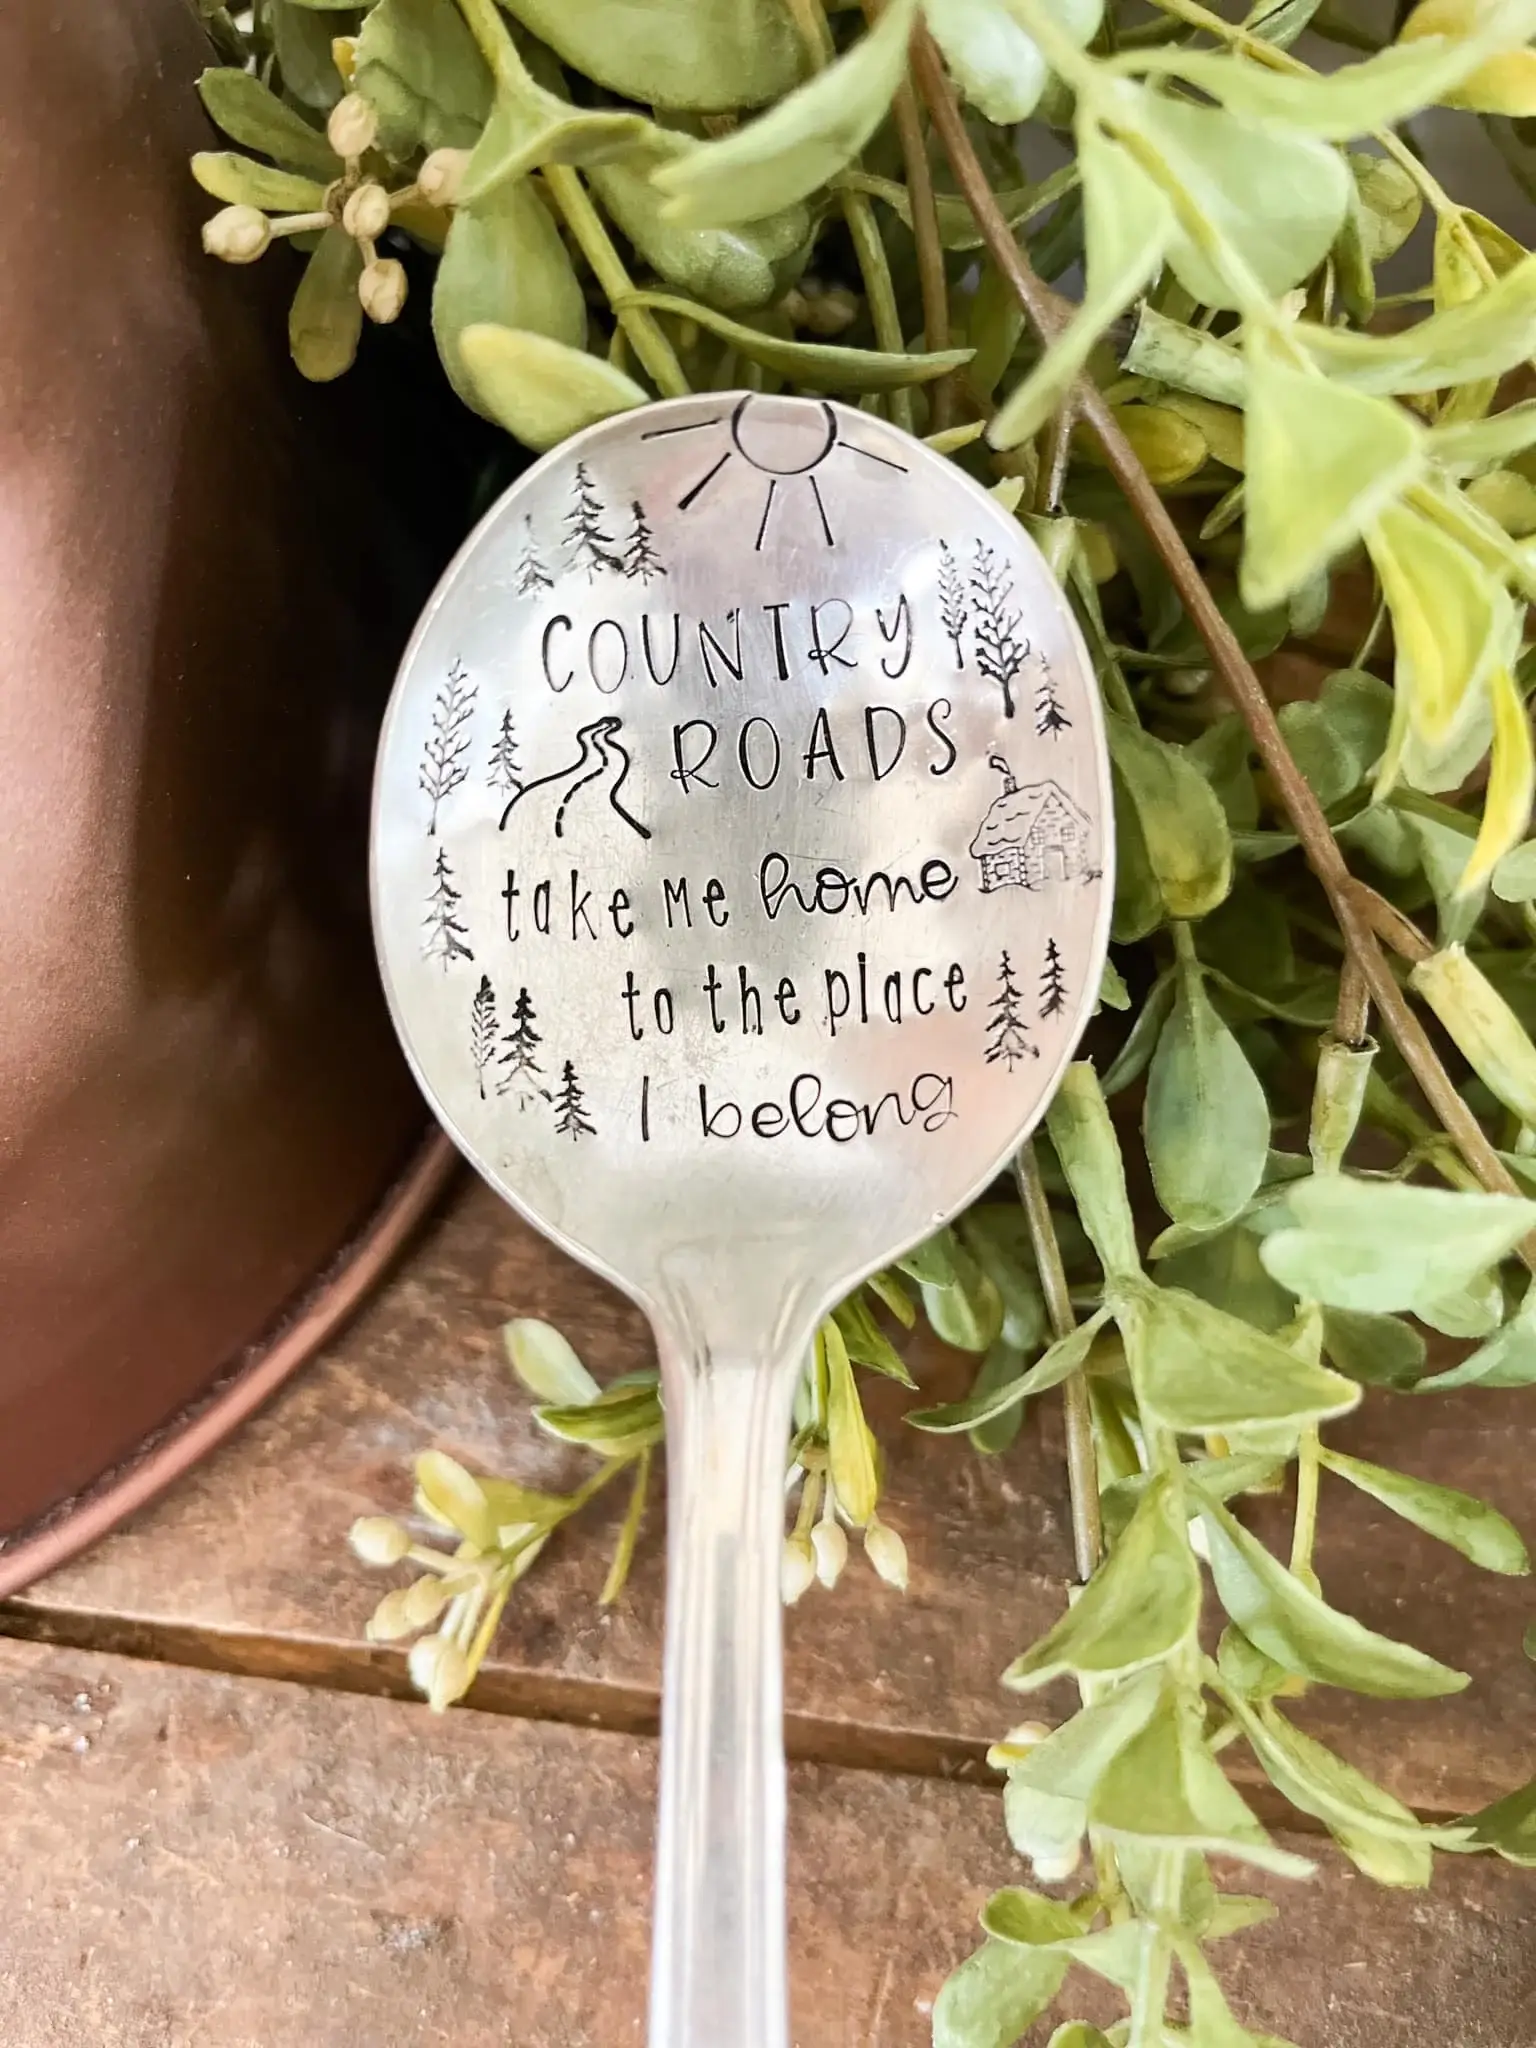 COUNTRY
ROADS
take me home
to the place
I belong